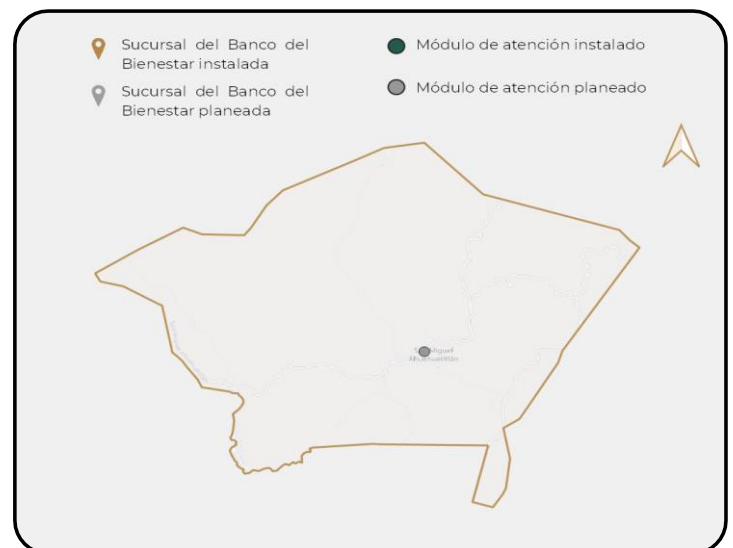 Sucursal del Banco del
Bienestar instalada
Sucursal del Banco del
Bienestar planeada
Módulo de atención instalado
Módulo de atención planeado
Miguel